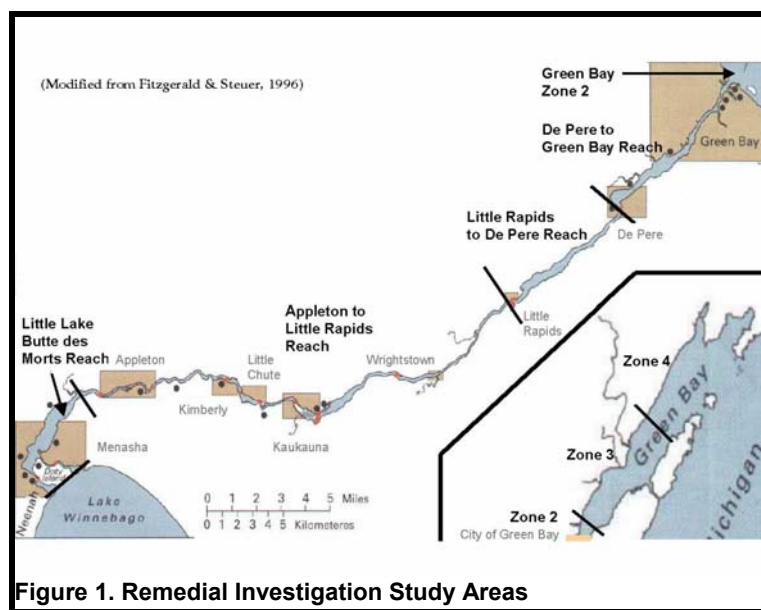 (Modified from Fitzgerald & Steuer, 1996)
Green Bay
Zone 2
De Pere to
Green Bay Reach
Green Bay
Little Rapids
to De Pere Reach
De Pere
Little
Rapids
Appleton to
Little Rapids
Reach
Wrightstown
Little Lake
Butte des
Morts Reach
Appleton
Little
Chute
Kimberly
Kaukauna
Menasha
Doty
Island
Neenah
Lake
Winnebago
0 1 2 3 4 5 Miles
0 1 2 3 4 5 Kilometers
Zone 4
Green Bay
Zone 3
Zone 2
City of Green Bay
Michigan
Figure 1. Remedial Investigation Study Areas